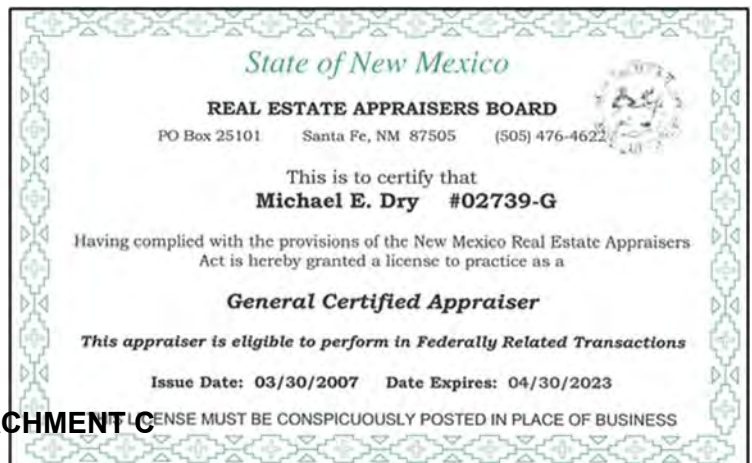 State of New Mexico
REAL ESTATE APPRAISERS BOARD
PO Box 25101 Santa Fe, NM 87505 (505) 476-4622
This is to certify that
Michael E. Dry #02739-G
Having complied with the provisions of the New Mexico Real Estate Appraisers
Act is hereby granted a license to practice as a
General Certified Appraiser
This appraiser is eligible to perform in Federally Related Transactions
Issue Date: 03/30/2007 Date Expires: 04/30/2023
THIS LICENSE MUST BE CONSPICUOUSLY POSTED IN PLACE OF BUSINESS
CHMENT C